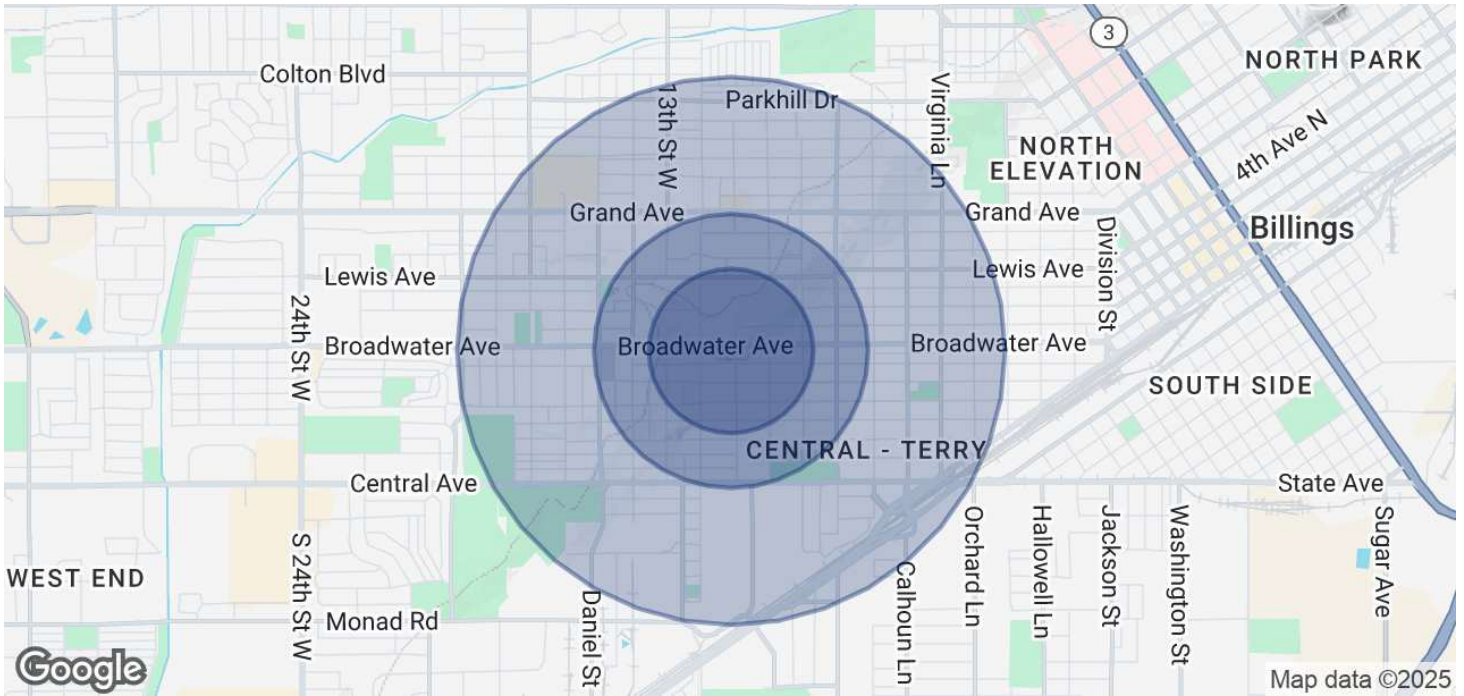 3
NORTH PARK
Colton Blvd
Parkhill Dr
13th St W
Virginia Ln
4th Ave N
NORTH
ELEVATION
Grand Ave
Grand Ave
Division St
Billings
Lewis Ave
Lewis Ave
24th St W
Broadwater Ave
Broadwater Ave
Broadwater Ave
SOUTH SIDE
CENTRAL - TERRY
Central Ave
State Ave
S 24th St W
Orchard Ln
Hallowell Ln
Jackson St
Washington St
Sugar Ave
WEST END
Calhoun Ln
Daniel St
Monad Rd
Google
Map data ©2025